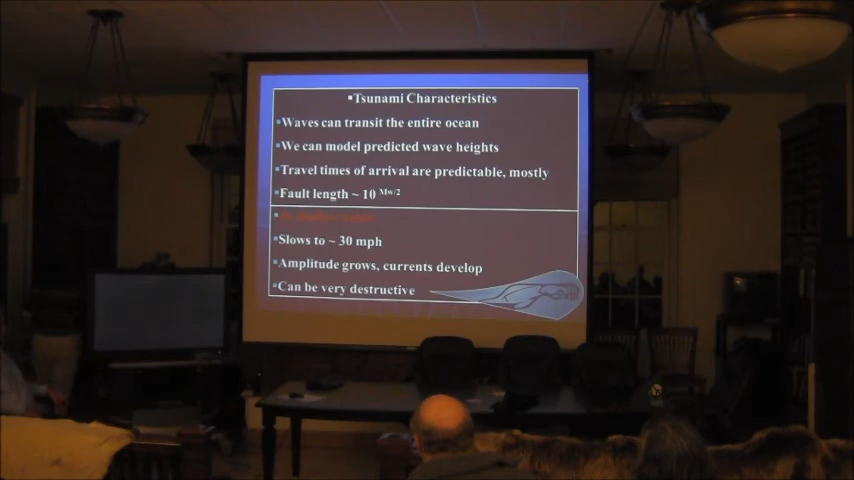 ▪Tsunami Characteristics
▪Waves can transit the entire ocean
▪We can model predicted wave heights
▪Travel times of arrival are predictable, mostly
▪Fault length ~ 10 Mw/2
▪Slows to ~ 30 mph
▪Amplitude grows, currents develop
▪Can be very destructive